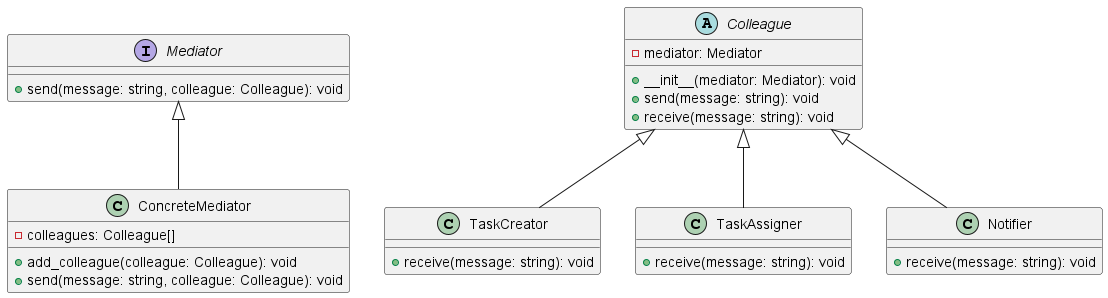 I Mediator
+ send(message: string, colleague: Colleague): void
C ConcreteMediator
colleagues: Colleague[]
add_colleague(colleague: Colleague): void
send(message: string, colleague: Colleague): void
A Colleague
mediator: Mediator
__init__(mediator: Mediator): void
send(message: string): void
receive(message: string): void
C TaskCreator
receive(message: string): void
C TaskAssigner
receive(message: string): void
C Notifier
receive(message: string): void